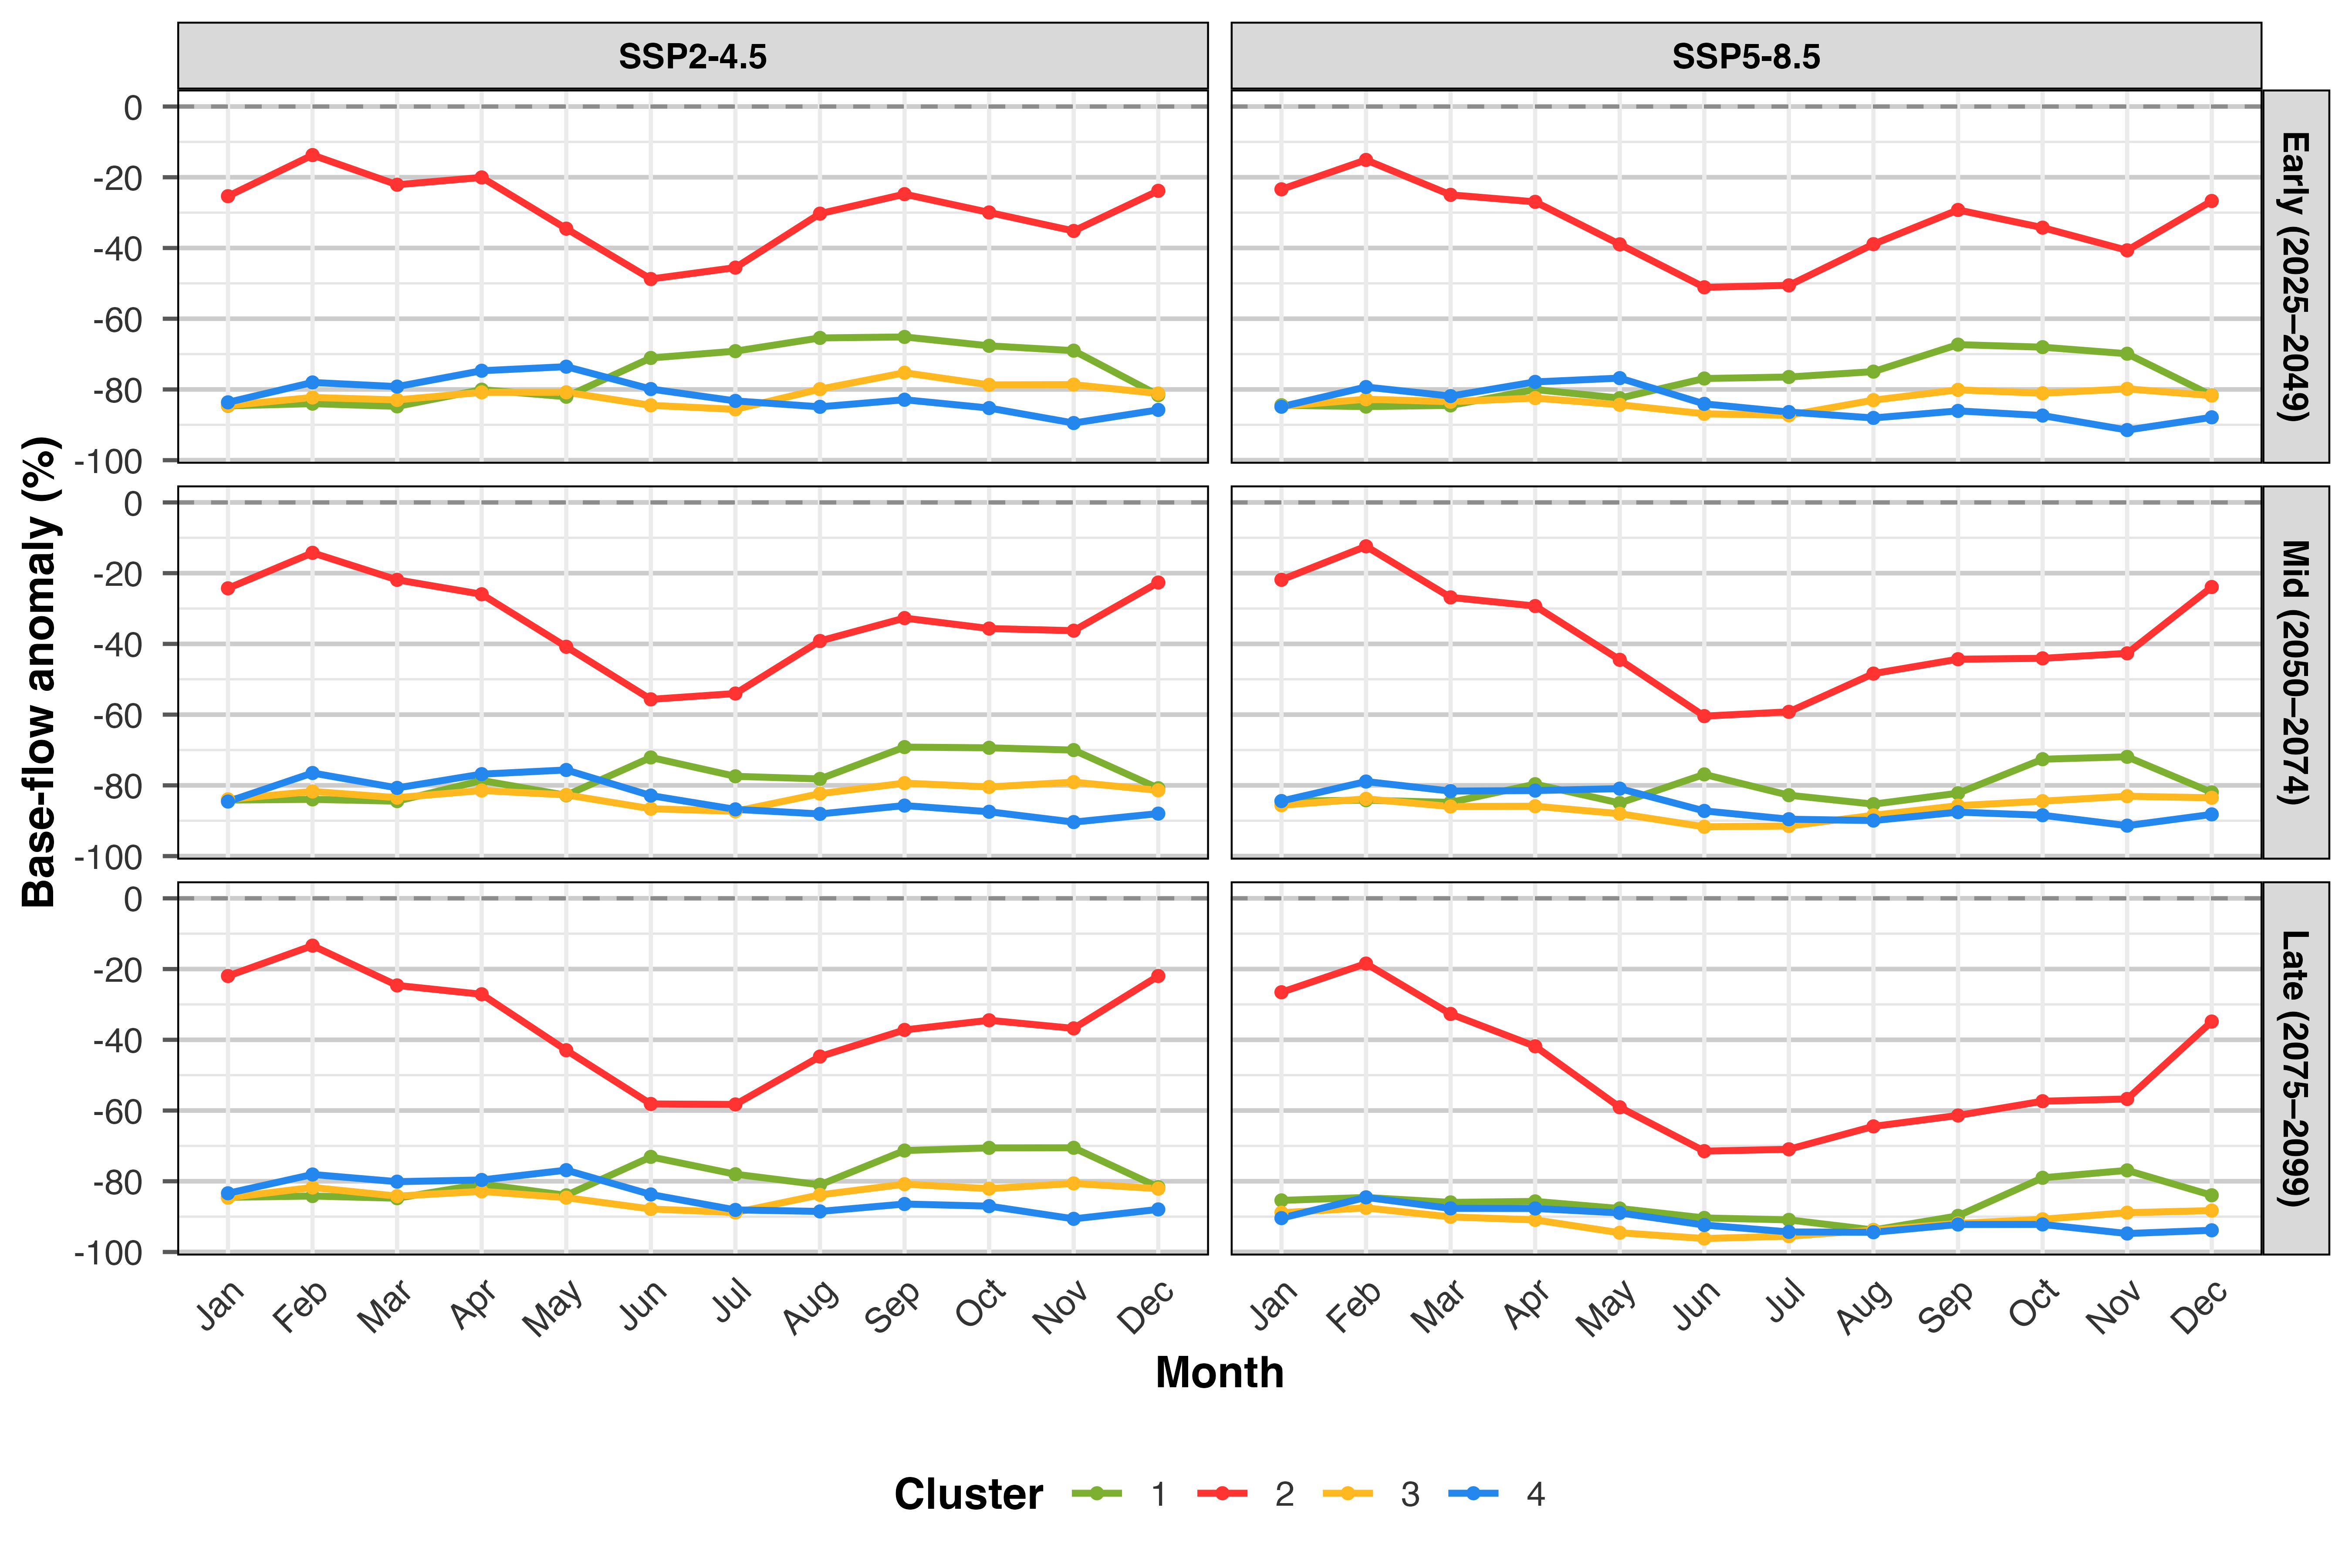 SSP2-4.5 SSP5-8.5
0
-20
-40
-60
-80
-100
Early (2025–2049)
0
-20
-40
-60
-80
-100
Mid (2050–2074)
0
-20
-40
-60
-80
-100
Late (2075–2099)
Base-flow anomaly (%)
Jan Feb Mar Apr May Jun Jul Aug Sep Oct Nov Dec Jan Feb Mar Apr May Jun Jul Aug Sep Oct Nov Dec
Month
Cluster 1 2 3 4